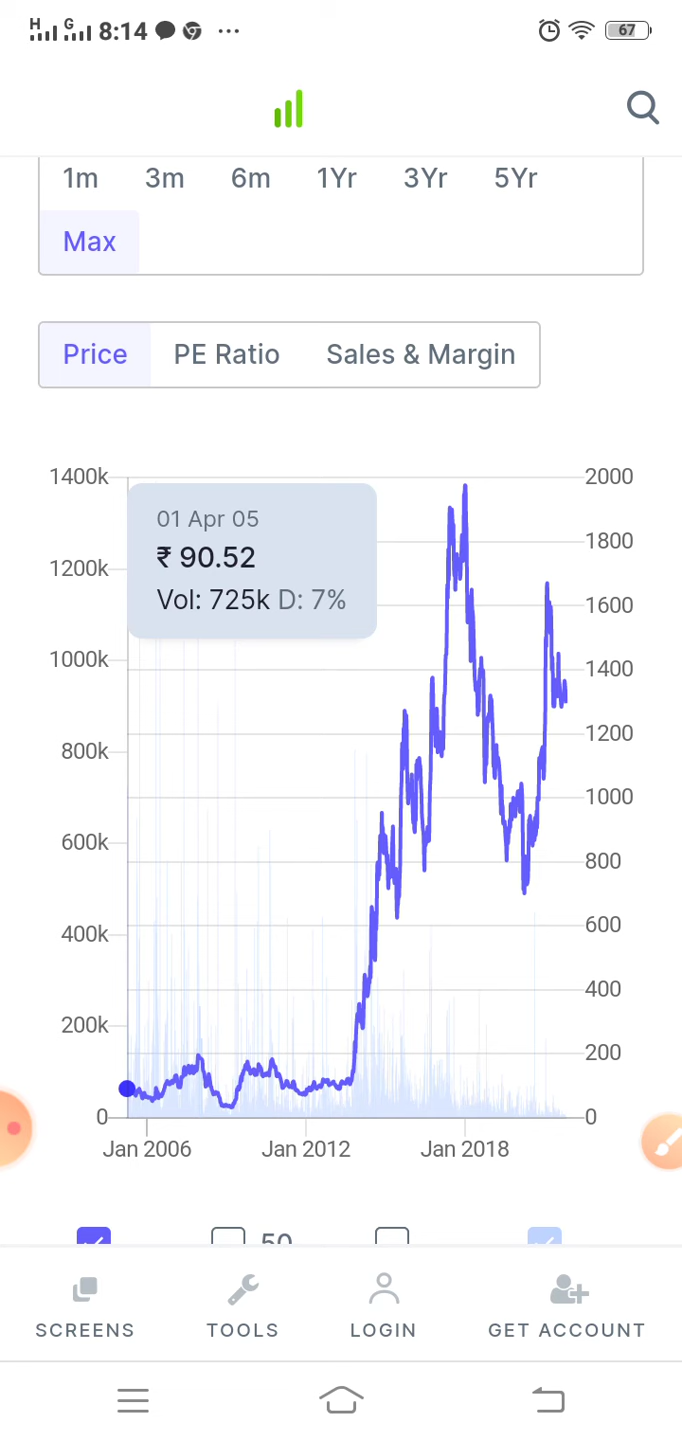 H G 8:14 ... 67
1m 3m 6m 1Yr 3Yr 5Yr
Max
Price PE Ratio Sales & Margin
1400k 2000
01 Apr 05
1800
₹ 90.52
1200k
Vol: 725k D: 7%
1600
1000k 1400
800k 1200
1000
600k 800
400k 600
400
200k 200
0 0
Jan 2006 Jan 2012 Jan 2018
50
SCREENS TOOLS LOGIN GET ACCOUNT